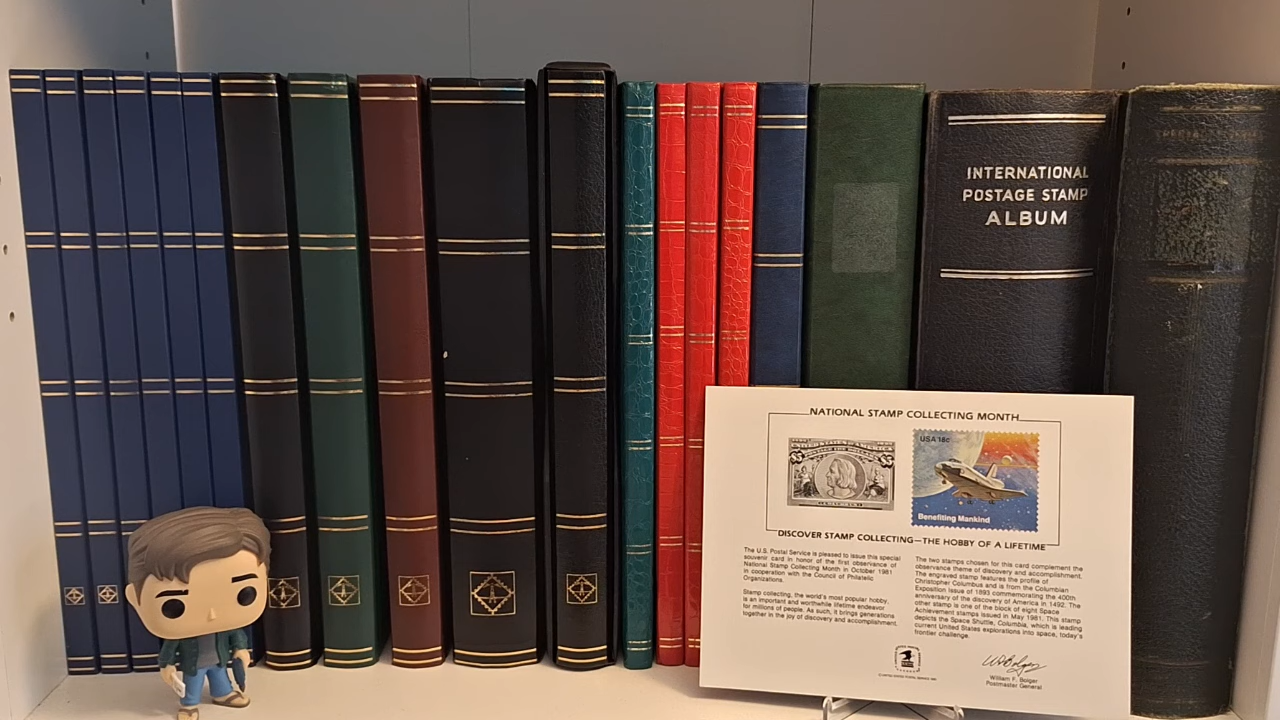 INTERNATIONAL
POSTAGE STAMP
ALBUM
NATIONAL STAMP COLLECTING MONTH
USA 18c
Benefiting Mankind
DISCOVER STAMP COLLECTING—THE HOBBY OF A LIFETIME
The U.S. Postal Service is pleased to issue this special
souvenir card in honor of the first observance of
National Stamp Collecting Month in October 1981
in cooperation with the Council of Philatelic
Organizations.
Stamp collecting, the world's most popular hobby,
is an important and worthwhile lifetime endeavor
for millions of people. As such, it brings generations
together in the joy of discovery and accomplishment.
The two stamps chosen for this card complement the
observance theme of discovery and accomplishment.
The engraved stamp features the profile of
Christopher Columbus and is from the Columbian
Exposition Issue of 1893 commemorating the 400th
anniversary of the discovery of America in 1492. The
other stamp is one of the block of eight Space
Achievement stamps issued in May 1981. This stamp
depicts the Space Shuttle, Columbia, which is leading
current United States explorations into space, today's
frontier challenge.
William F. Bolger
Postmaster General